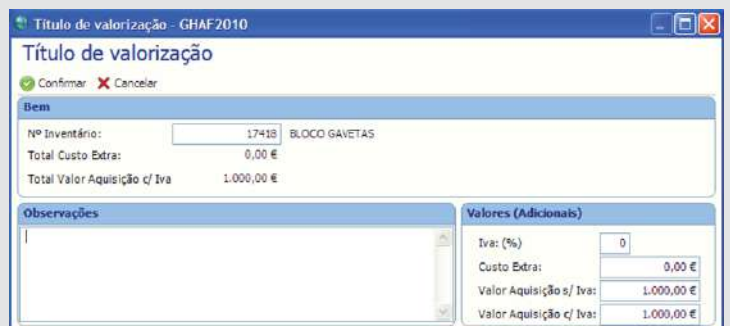 Título de valorização - GHAF2010
Título de valorização
Confirmar Cancelar
Bem
Nº Inventário: 17418 BLOCO GAVETAS
Total Custo Extra: 0,00 €
Total Valor Aquisição c/ Iva 1.000,00 €
Observações
Valores (Adicionais)
Iva: (%) 0
Custo Extra: 0,00 €
Valor Aquisição s/ Iva: 1.000,00 €
Valor Aquisição c/ Iva: 1.000,00 €